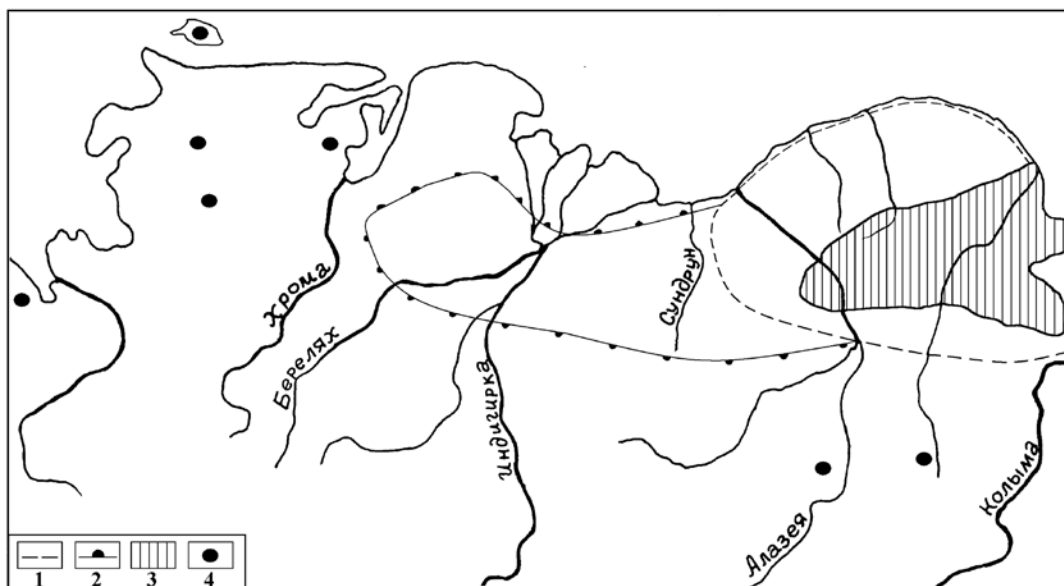 Хрома
Берелях
Индигирка
Сундрун
Алазея
Колыма
1 2 3 4